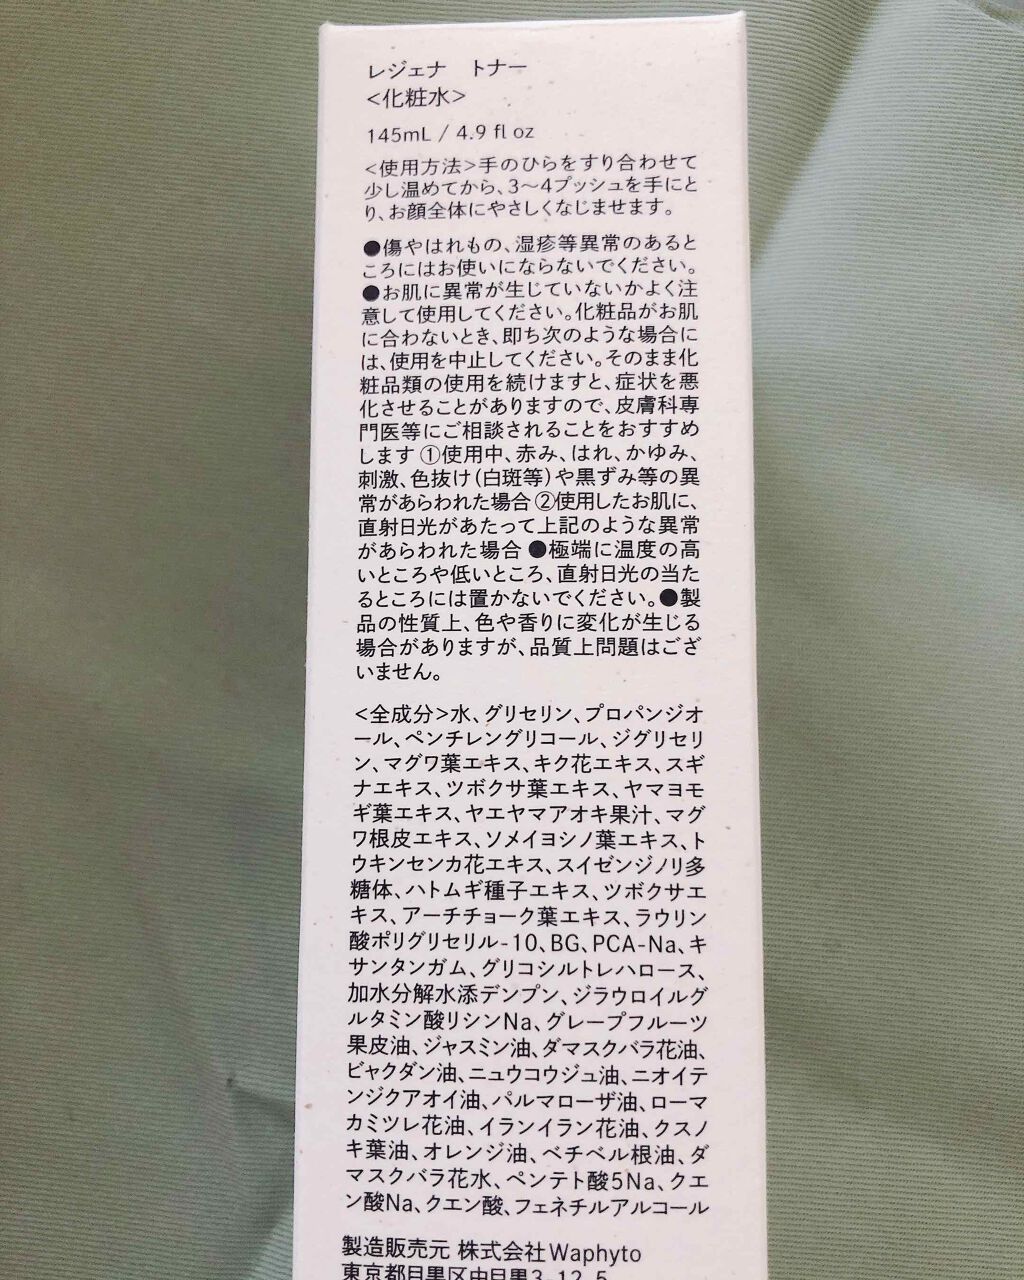 レジェナ　トナー
<化粧水>
145mL / 4.9 fl oz
<使用方法>手のひらをすり合わせて
少し温めてから、3〜4プッシュを手にと
り、お顔全体にやさしくなじませます。
●傷やはれもの、湿疹等異常のあると
ころにはお使いにならないでください。
●お肌に異常が生じていないかよく注
意して使用してください。化粧品がお肌
に合わないとき、即ち次のような場合に
は、使用を中止してください。そのまま化
粧品類の使用を続けますと、症状を悪
化させることがありますので、皮膚科専
門医等にご相談されることをおすすめ
します ①使用中、赤み、はれ、かゆみ、
刺激、色抜け(白斑等)や黒ずみ等の異
常があらわれた場合 ②使用したお肌に、
直射日光があたって上記のような異常
があらわれた場合 ●極端に温度の高
いところや低いところ、直射日光の当た
るところには置かないでください。●製
品の性質上、色や香りに変化が生じる
場合がありますが、品質上問題はござ
いません。
<全成分>水、グリセリン、プロパンジオ
ール、ペンチレングリコール、ジグリセリ
ン、マグワ葉エキス、キク花エキス、スギ
ナエキス、ツボクサ葉エキス、ヤマヨモ
ギ葉エキス、ヤエヤマアオキ果汁、マグ
ワ根皮エキス、ソメイヨシノ葉エキス、ト
ウキンセンカ花エキス、スイゼンジノリ多
糖体、ハトムギ種子エキス、ツボクサエ
キス、アーチチョーク葉エキス、ラウリン
酸ポリグリセリル-10、BG、PCA-Na、キ
サンタンガム、グリコシルトレハロース、
加水分解水添デンプン、ジラウロイルグ
ルタミン酸リシンNa、グレープフルーツ
果皮油、ジャスミン油、ダマスクバラ花油、
ビャクダン油、ニュウコウジュ油、ニオイテ
ンジクアオイ油、パルマローザ油、ローマ
カミツレ花油、イランイラン花油、クスノ
キ葉油、オレンジ油、ベチベル根油、ダ
マスクバラ花水、ペンテト酸5Na、クエ
ン酸Na、クエン酸、フェネチルアルコール
製造販売元 株式会社Waphyto
東京都目黒区中目黒3-12-5